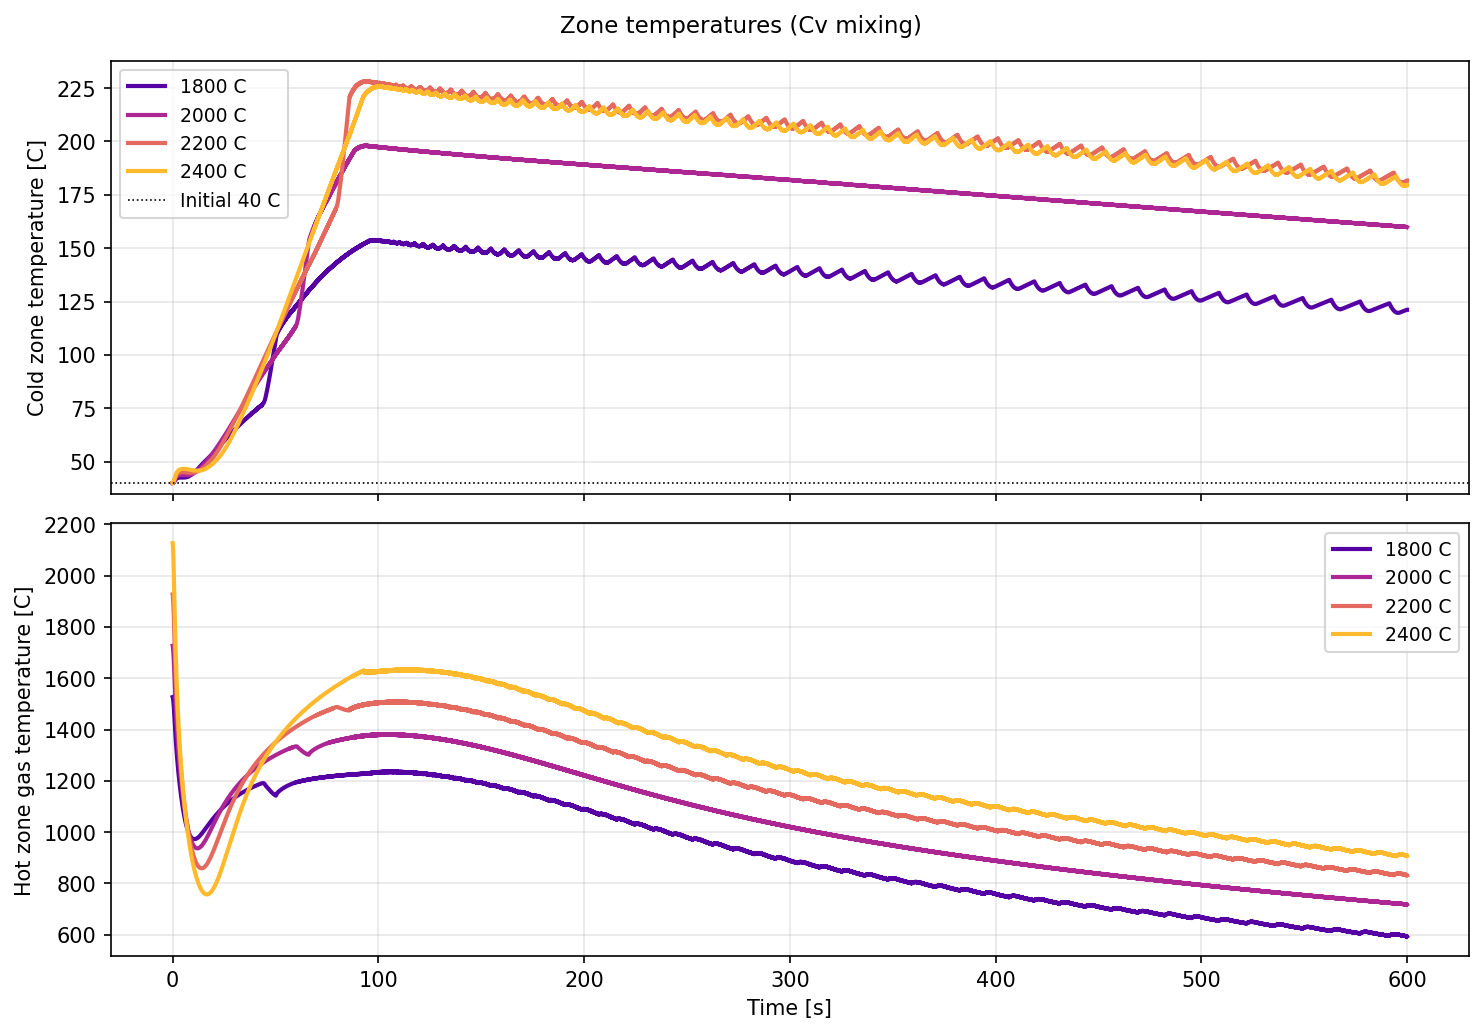 Zone temperatures (Cv mixing)
Cold zone temperature [C]
225
200
175
150
125
100
75
50
1800 C
2000 C
2200 C
2400 C
Initial 40 C
Hot zone gas temperature [C]
2200
2000
1800
1600
1400
1200
1000
800
600
1800 C
2000 C
2200 C
2400 C
0 100 200 300 400 500 600
Time [s]